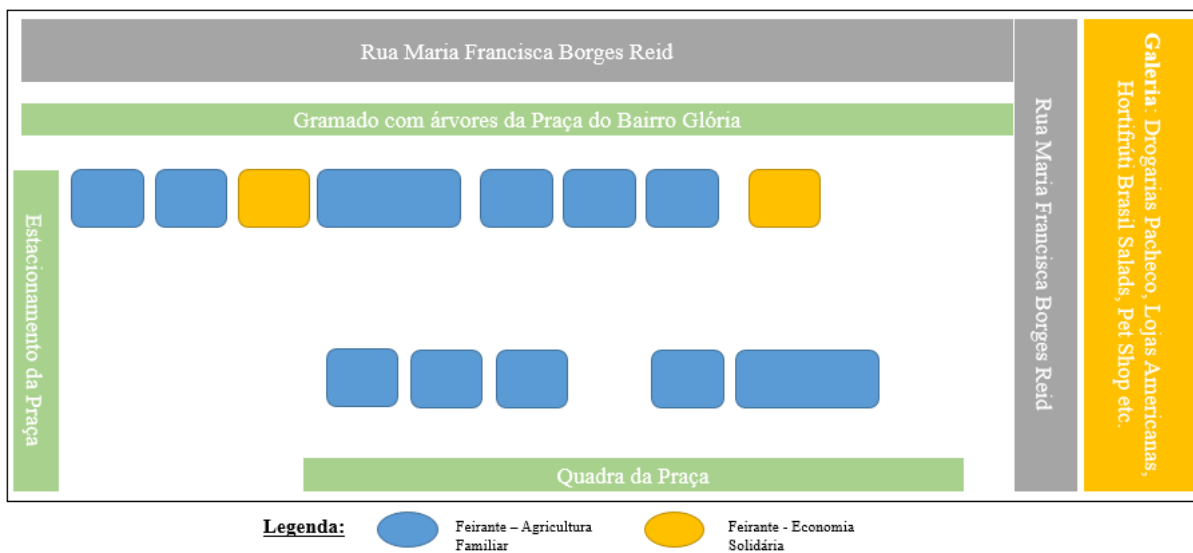 Rua Maria Francisca Borges Reid
Gramado com árvores da Praça do Bairro Glória
Estacionamento da Praça
Quadra da Praça
Rua Maria Francisca Borges Reid
Galeria: Drogarias Pacheco, Lojas Americanas,
Hortifrúti Brasil Salads, Pet Shop etc.
Legenda:
Feirante – Agricultura
Familiar
Feirante - Economia
Solidária